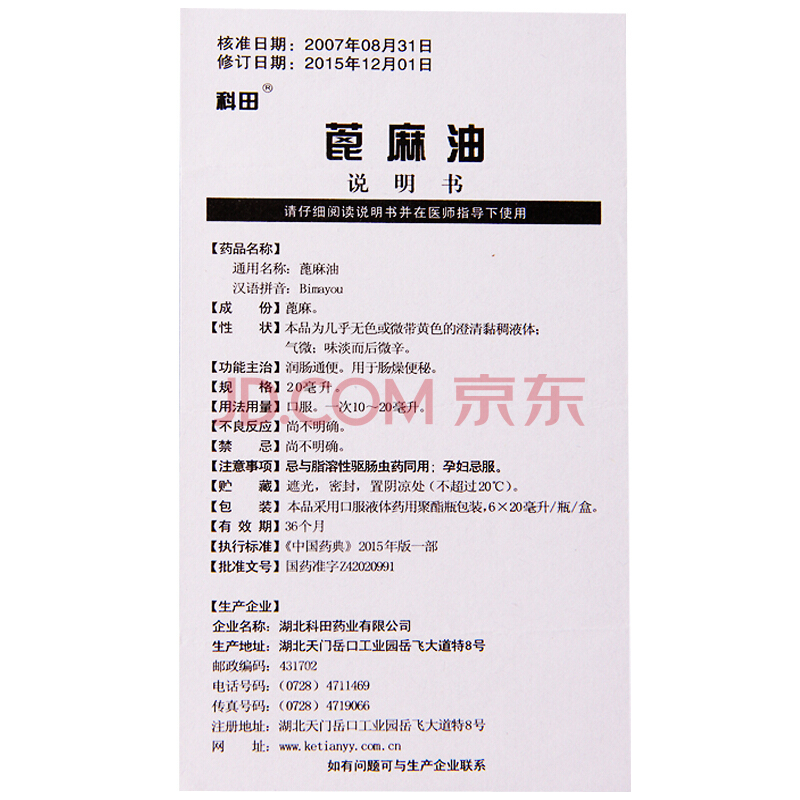 核准日期：2007年08月31日
修订日期：2015年12月01日
科田®
蓖麻油
说明书
请仔细阅读说明书并在医师指导下使用
【药品名称】
通用名称：蓖麻油
汉语拼音：Bimayou
【成　份】蓖麻。
【性　状】本品为几乎无色或微带黄色的澄清黏稠液体；
气微；味淡而后微辛。
【功能主治】润肠通便。用于肠燥便秘。
【规　格】20毫升。
【用法用量】口服。一次10～20毫升。
【不良反应】尚不明确。
【禁　忌】尚不明确。
【注意事项】忌与脂溶性驱肠虫药同用；孕妇忌服。
【贮　藏】遮光，密封，置阴凉处（不超过20℃）。
【包　装】本品采用口服液体药用聚酯瓶包装，6×20毫升/瓶/盒。
【有 效 期】36个月
【执行标准】《中国药典》2015年版一部
【批准文号】国药准字Z42020991
【生产企业】
企业名称：湖北科田药业有限公司
生产地址：湖北天门岳口工业园岳飞大道特8号
邮政编码：431702
电话号码：（0728）4711469
传真号码：（0728）4719066
注册地址：湖北天门岳口工业园岳飞大道特8号
网　址：www.ketianyy.com.cn
如有问题可与生产企业联系
JD.COM 京东